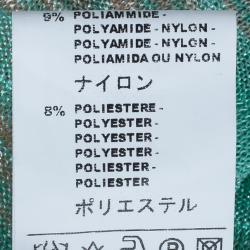 9% POLIAMMIDE -
POLYAMIDE - NYLON -
POLYAMIDE - NYLON -
POLIAMIDA OU NYLON
ナイロン
8% POLIESTERE -
POLYESTER -
POLYESTER -
POLIESTER -
POLIESTER
ポリエステル